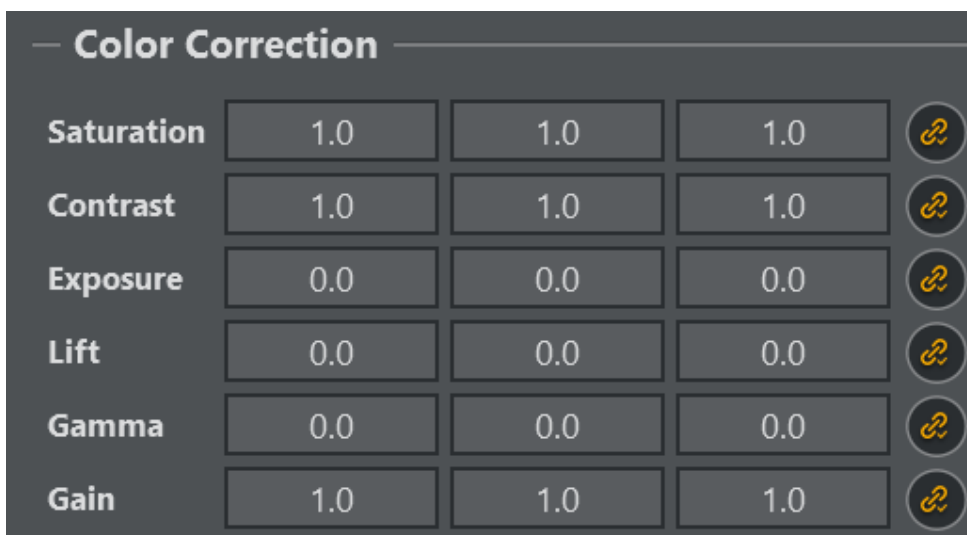 Color Correction
Saturation 1.0 1.0 1.0
Contrast 1.0 1.0 1.0
Exposure 0.0 0.0 0.0
Lift 0.0 0.0 0.0
Gamma 0.0 0.0 0.0
Gain 1.0 1.0 1.0